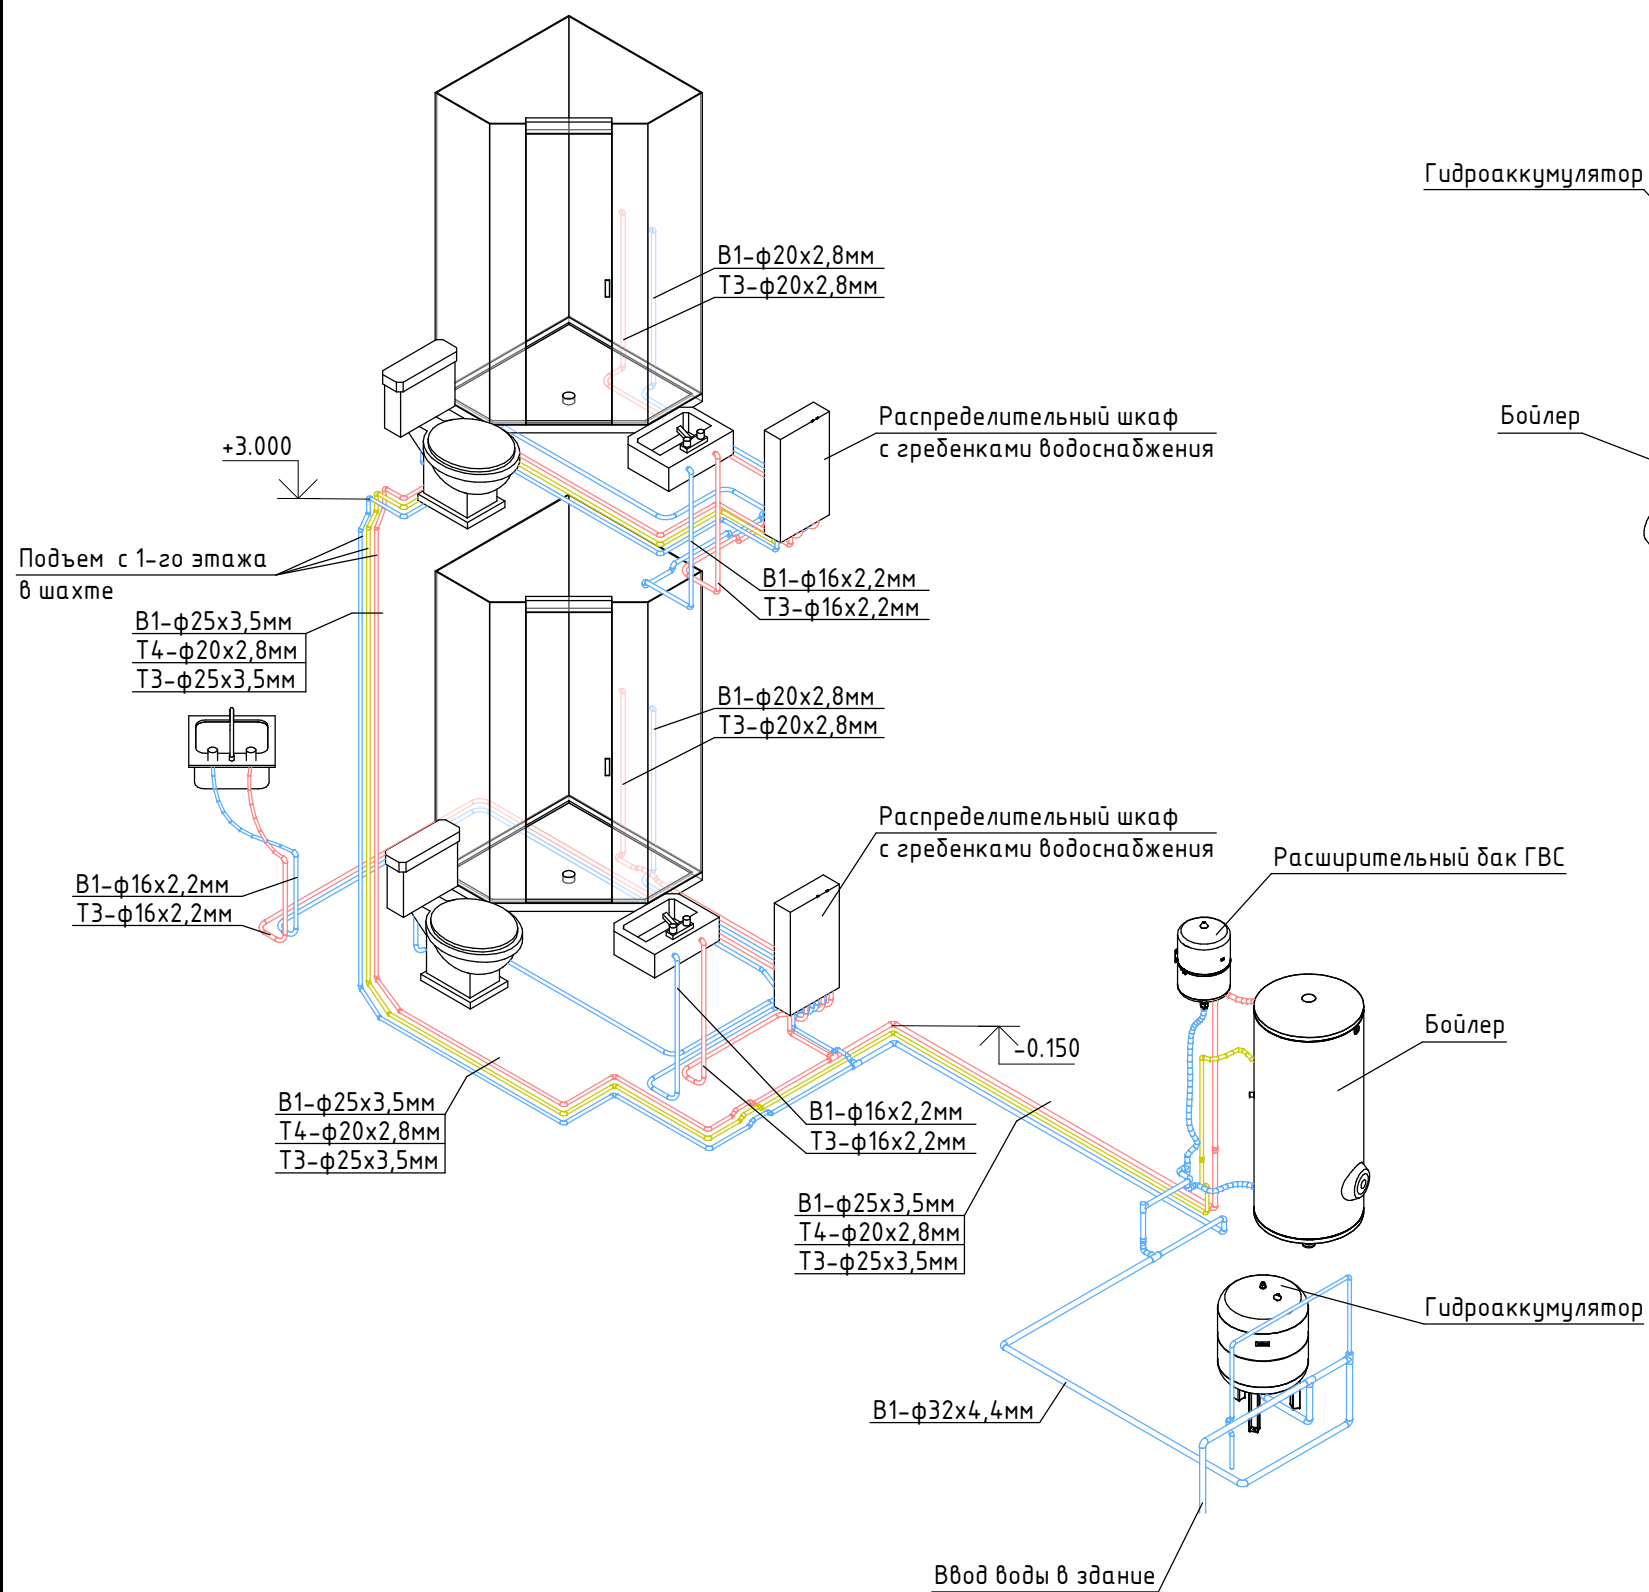 Гидроаккумулятор
В1-ф20х2,8мм
Т3-ф20х2,8мм
Распределительный шкаф
с гребенками водоснабжения
Бойлер
+3.000
Подъем с 1-го этажа
в шахте
В1-ф16х2,2мм
Т3-ф16х2,2мм
В1-ф25х3,5мм
Т4-ф20х2,8мм
Т3-ф25х3,5мм
В1-ф20х2,8мм
Т3-ф20х2,8мм
Распределительный шкаф
с гребенками водоснабжения
Расширительный бак ГВС
В1-ф16х2,2мм
Т3-ф16х2,2мм
Бойлер
-0.150
В1-ф25х3,5мм
Т4-ф20х2,8мм
Т3-ф25х3,5мм
В1-ф16х2,2мм
Т3-ф16х2,2мм
В1-ф25х3,5мм
Т4-ф20х2,8мм
Т3-ф25х3,5мм
Гидроаккумулятор
В1-ф32х4,4мм
Ввод воды в здание